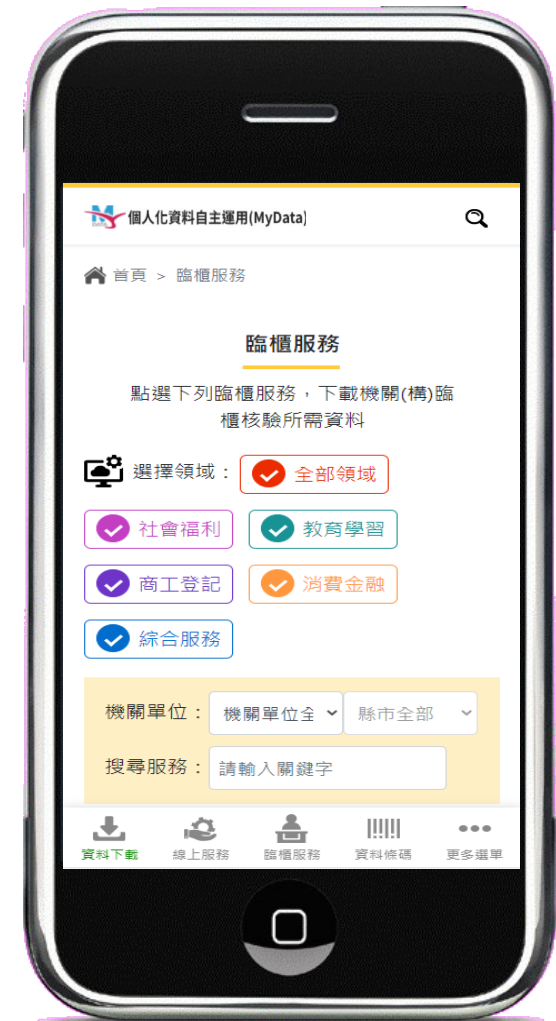 個人化資料自主運用(MyData)
首頁 > 臨櫃服務
臨櫃服務
點選下列臨櫃服務，下載機關(構)臨
櫃核驗所需資料
選擇領域： 全部領域
社會福利 教育學習
商工登記 消費金融
綜合服務
機關單位： 機關單位全 縣市全部
搜尋服務： 請輸入關鍵字
資料下載 線上服務 臨櫃服務 資料條碼 更多選單